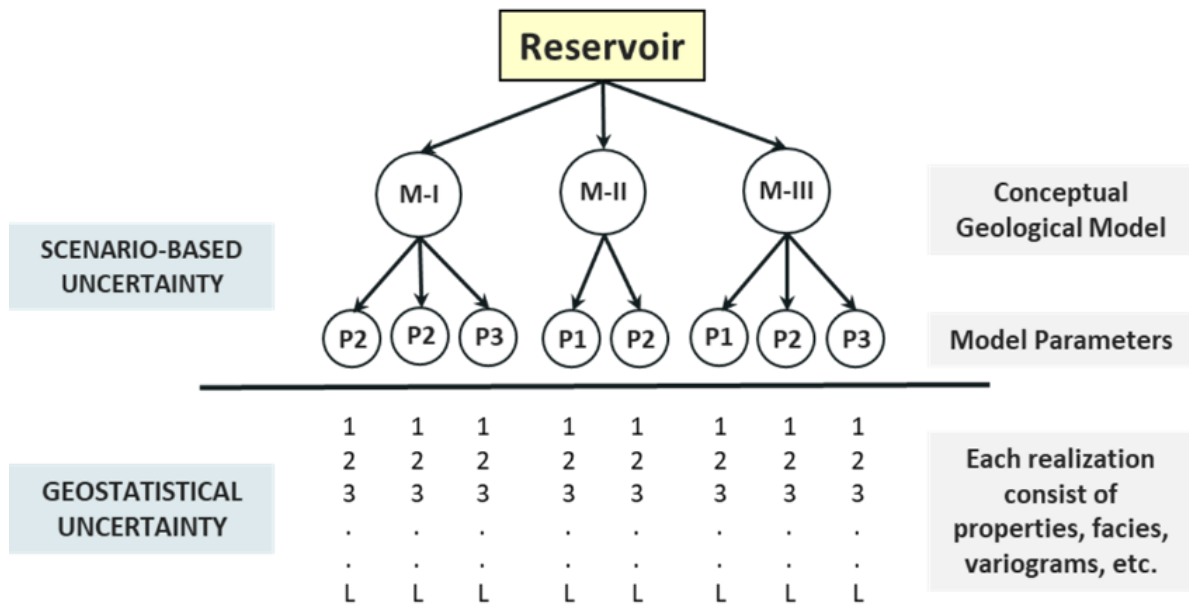 Reservoir
M-I M-II M-III
Conceptual
Geological Model
SCENARIO-BASED
UNCERTAINTY
P2 P2 P3 P1 P2 P1 P2 P3
Model Parameters
1 1 1 1 1 1 1 1
2 2 2 2 2 2 2 2
3 3 3 3 3 3 3 3
. . . . . . . .
. . . . . . . .
L L L L L L L L
GEOSTATISTICAL
UNCERTAINTY
Each realization
consist of
properties, facies,
variograms, etc.